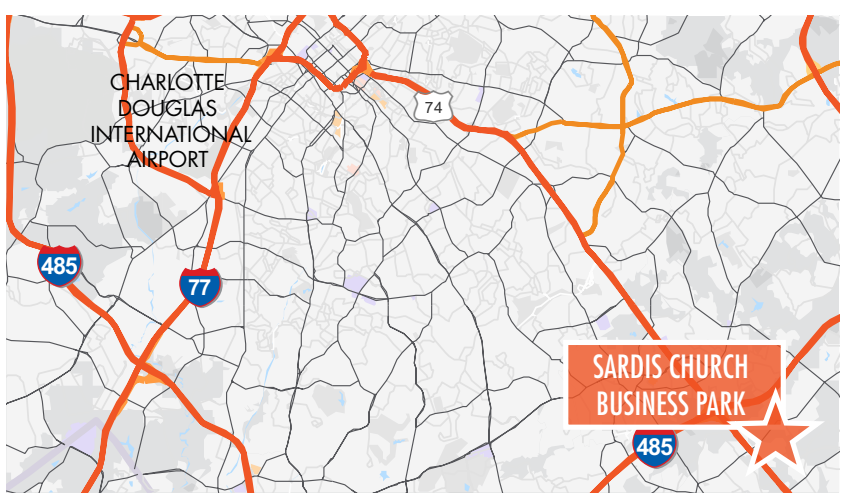 CHARLOTTE
DOUGLAS
INTERNATIONAL
AIRPORT
74
485
77
SARDIS CHURCH
BUSINESS PARK
485